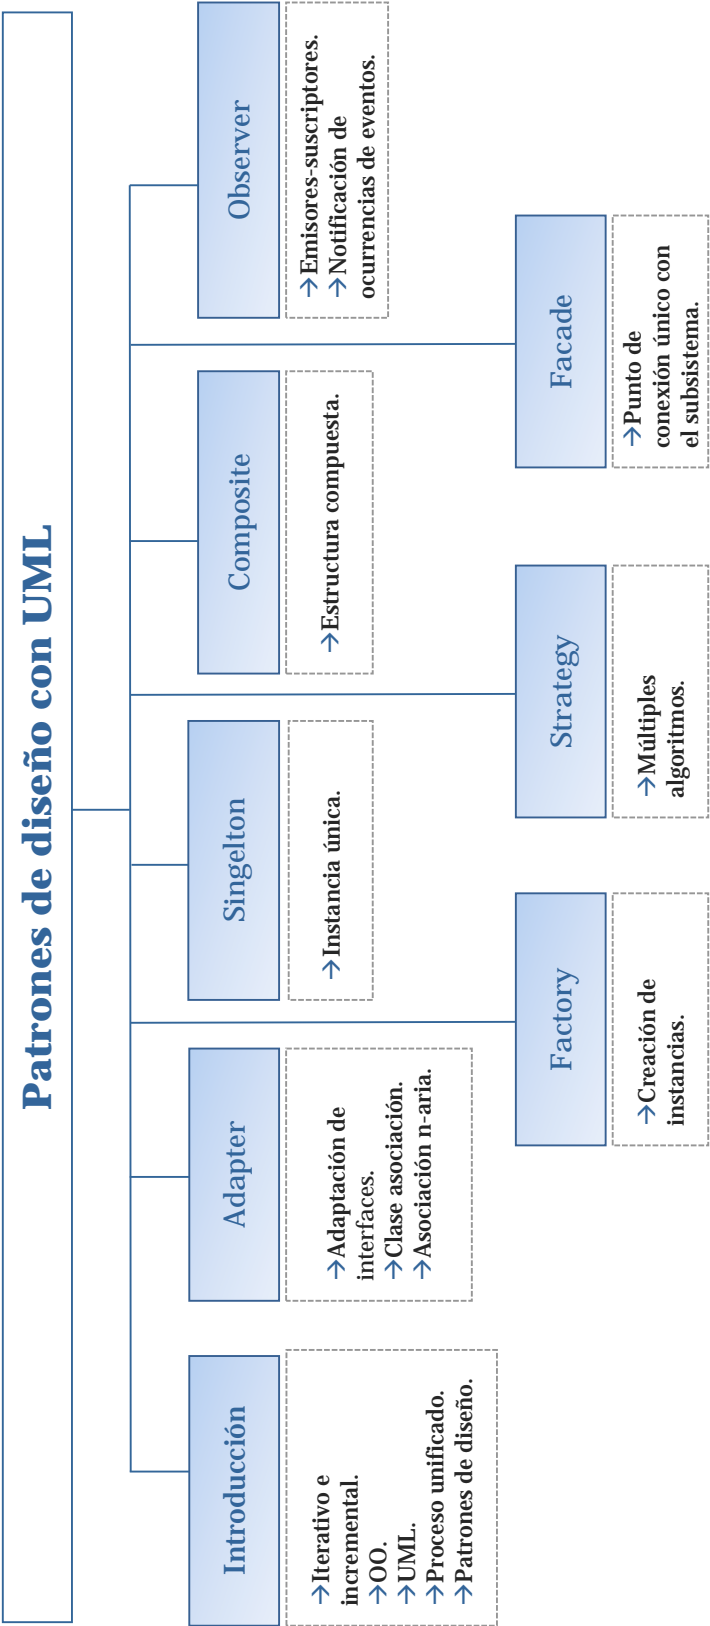 Patrones de diseño con UML
Introducción
→Iterativo e
incremental.
→OO.
→UML.
→Proceso unificado.
→Patrones de diseño.
Adapter
→Adaptación de
interfaces.
→Clase asociación.
→Asociación n-aria.
Singelton
→Instancia única.
Composite
→Estructura compuesta.
Observer
→Emisores-suscriptores.
→Notificación de
ocurrencias de eventos.
Factory
→Creación de
instancias.
Strategy
→Múltiples
algoritmos.
Facade
→Punto de
conexión único con
el subsistema.